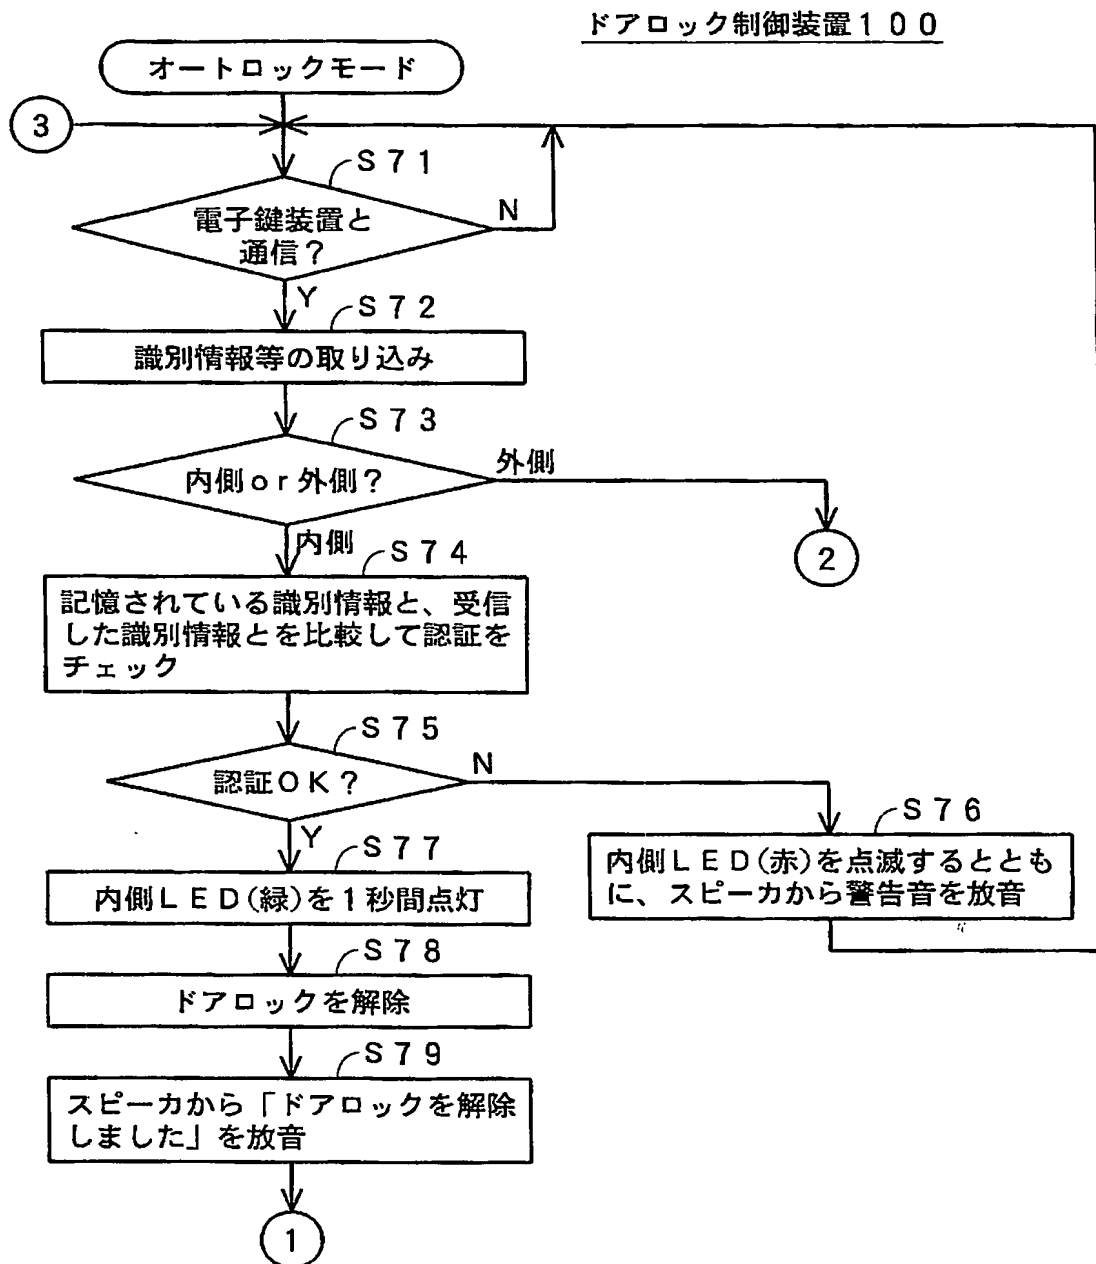 ドアロック制御装置100
オートロックモード
3
S71
電子鍵装置と
通信?
N
Y
S72
識別情報等の取り込み
S73
内側or外側?
外側
2
内側
S74
記憶されている識別情報と、受信
した識別情報とを比較して認証を
チェック
S75
認証OK?
N
Y
S76
内側LED(赤)を点滅するととも
に、スピーカから警告音を放音
S77
内側LED(緑)を1秒間点灯
S78
ドアロックを解除
S79
スピーカから「ドアロックを解除
しました」を放音
1